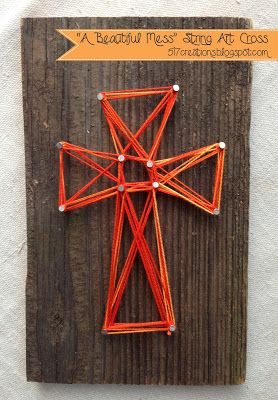 "A Beautiful Mess" String Art Cross
517creations.blogspot.com